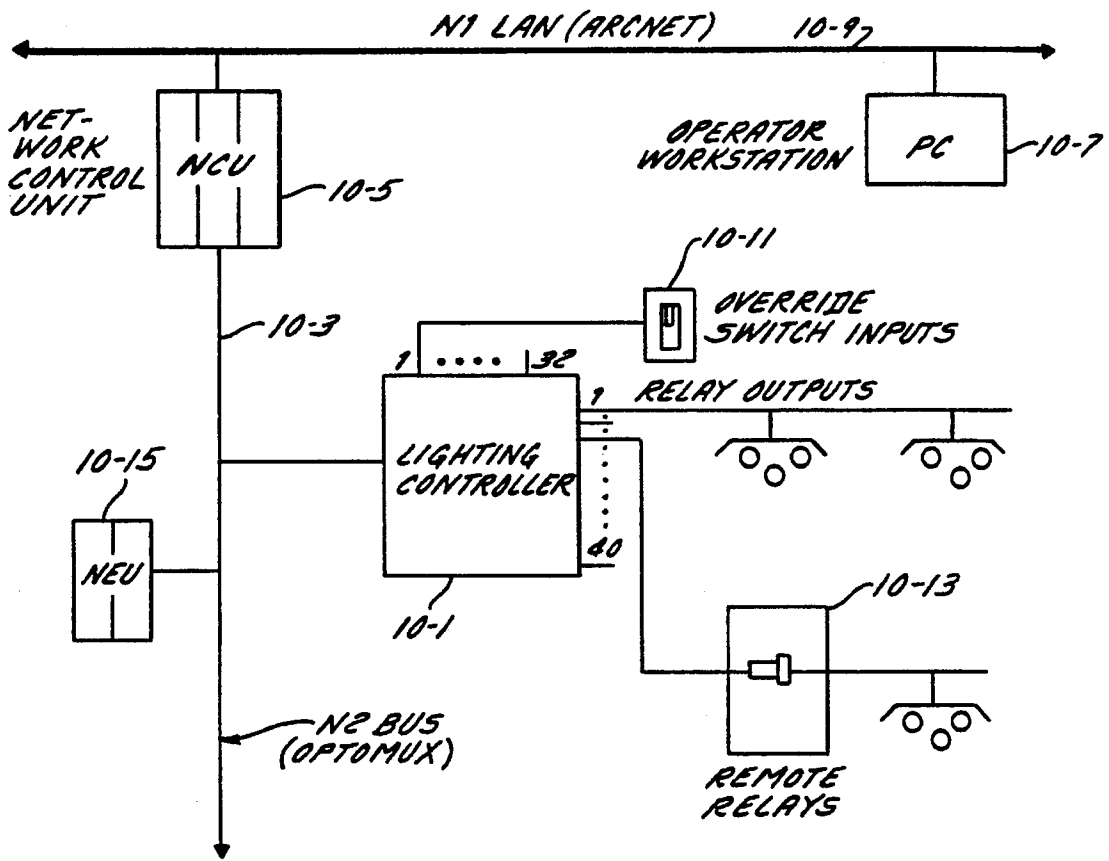 N1 LAN (ARCNET) 10-9
NET-
WORK
CONTROL
UNIT
NCU
10-5
OPERATOR
WORKSTATION
PC
10-7
10-11
10-3
OVERRIDE
SWITCH INPUTS
1 32
RELAY OUTPUTS
1
LIGHTING
CONTROLLER
40
10-15
NEU
10-1
10-13
N2 BUS
(OPTOMUX)
REMOTE
RELAYS